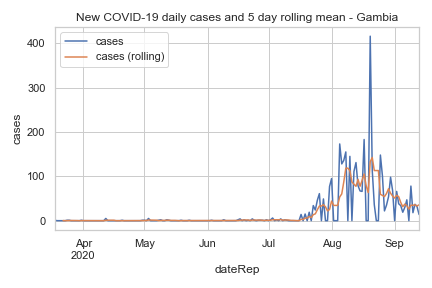 New COVID-19 daily cases and 5 day rolling mean - Gambia
cases
cases (rolling)
400
300
200
100
0
cases
Apr
2020
May
Jun
Jul
Aug
Sep
dateRep